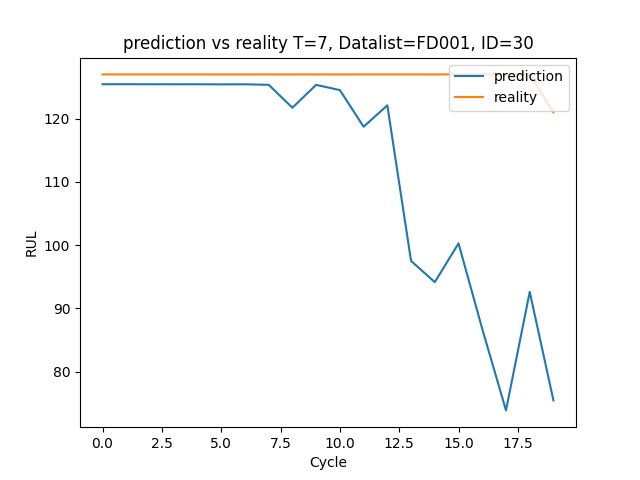 prediction vs reality T=7, Datalist=FD001, ID=30
prediction
reality
120
110
100
90
80
RUL
0.0
2.5
5.0
7.5
10.0
12.5
15.0
17.5
Cycle